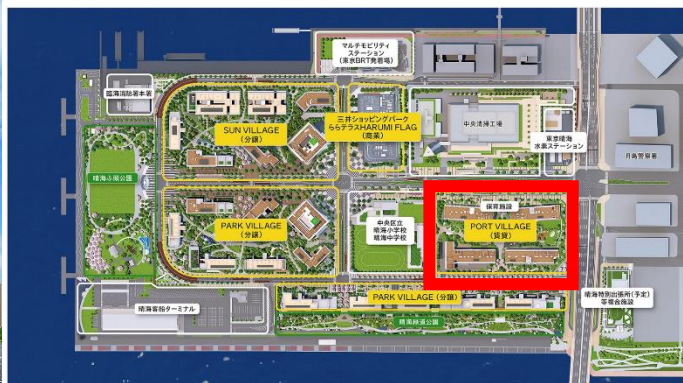 マルチモビリティ
ステーション
(東京BRT発着場)
臨海消防署本署
SUN VILLAGE
(分譲)
三井ショッピングパーク
ららテラスHARUMI FLAG
(商業)
中央清掃工場
東京晴海
水素ステーション
月島警察署
晴海ふ頭公園
PARK VILLAGE
(分譲)
中央区立
晴海小学校
晴海中学校
保育施設
PORT VILLAGE
(賃貸)
PARK VILLAGE (分譲)
晴海客船ターミナル
晴海緑道公園
晴海特別出張所(予定)
等複合施設